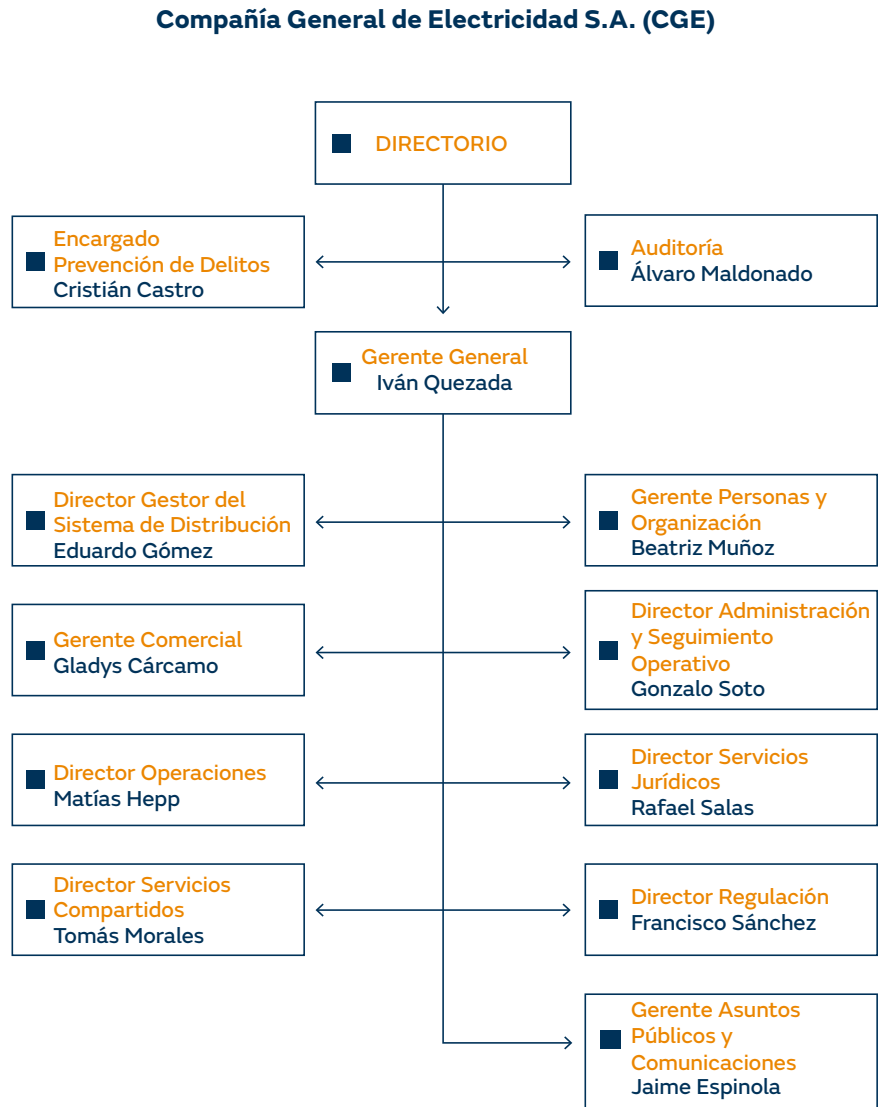 Compañía General de Electricidad S.A. (CGE)
DIRECTORIO
Encargado
Prevención de Delitos
Cristián Castro
Auditoría
Álvaro Maldonado
Gerente General
Iván Quezada
Director Gestor del
Sistema de Distribución
Eduardo Gómez
Gerente Personas y
Organización
Beatriz Muñoz
Gerente Comercial
Gladys Cárcamo
Director Administración
y Seguimiento
Operativo
Gonzalo Soto
Director Operaciones
Matías Hepp
Director Servicios
Jurídicos
Rafael Salas
Director Servicios
Compartidos
Tomás Morales
Director Regulación
Francisco Sánchez
Gerente Asuntos
Públicos y
Comunicaciones
Jaime Espinola